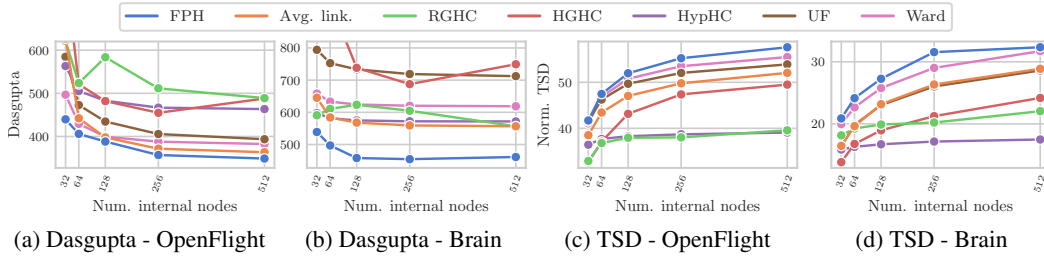 FPH Avg. link. RGHC HGHC HypHC UF Ward
Dasgupta
600
500
400
32
64
128
256
512
Num. internal nodes
(a) Dasgupta - OpenFlight
800
700
600
500
32
64
128
256
512
Num. internal nodes
(b) Dasgupta - Brain
Norm. TSD
50
40
32
64
128
256
512
Num. internal nodes
(c) TSD - OpenFlight
30
20
32
64
128
256
512
Num. internal nodes
(d) TSD - Brain